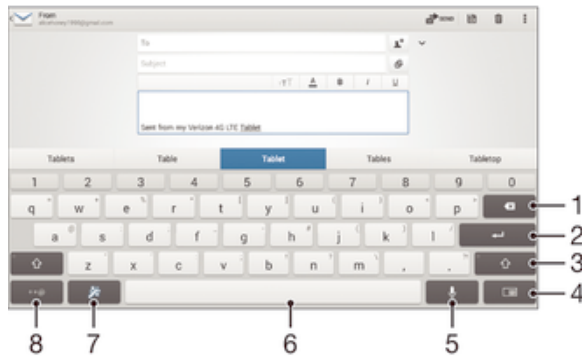 From
SEND
To
Subject
T A B I U
Sent from my Verizon 4G LTE Tablet
Tablets Table Tablet Tables Tabletop
1 2 3 4 5 6 7 8 9 0
q w e r t y u i o p 1
a s d f g h j k l 2
z x c v b n m , . 3
4
8 7 6 5